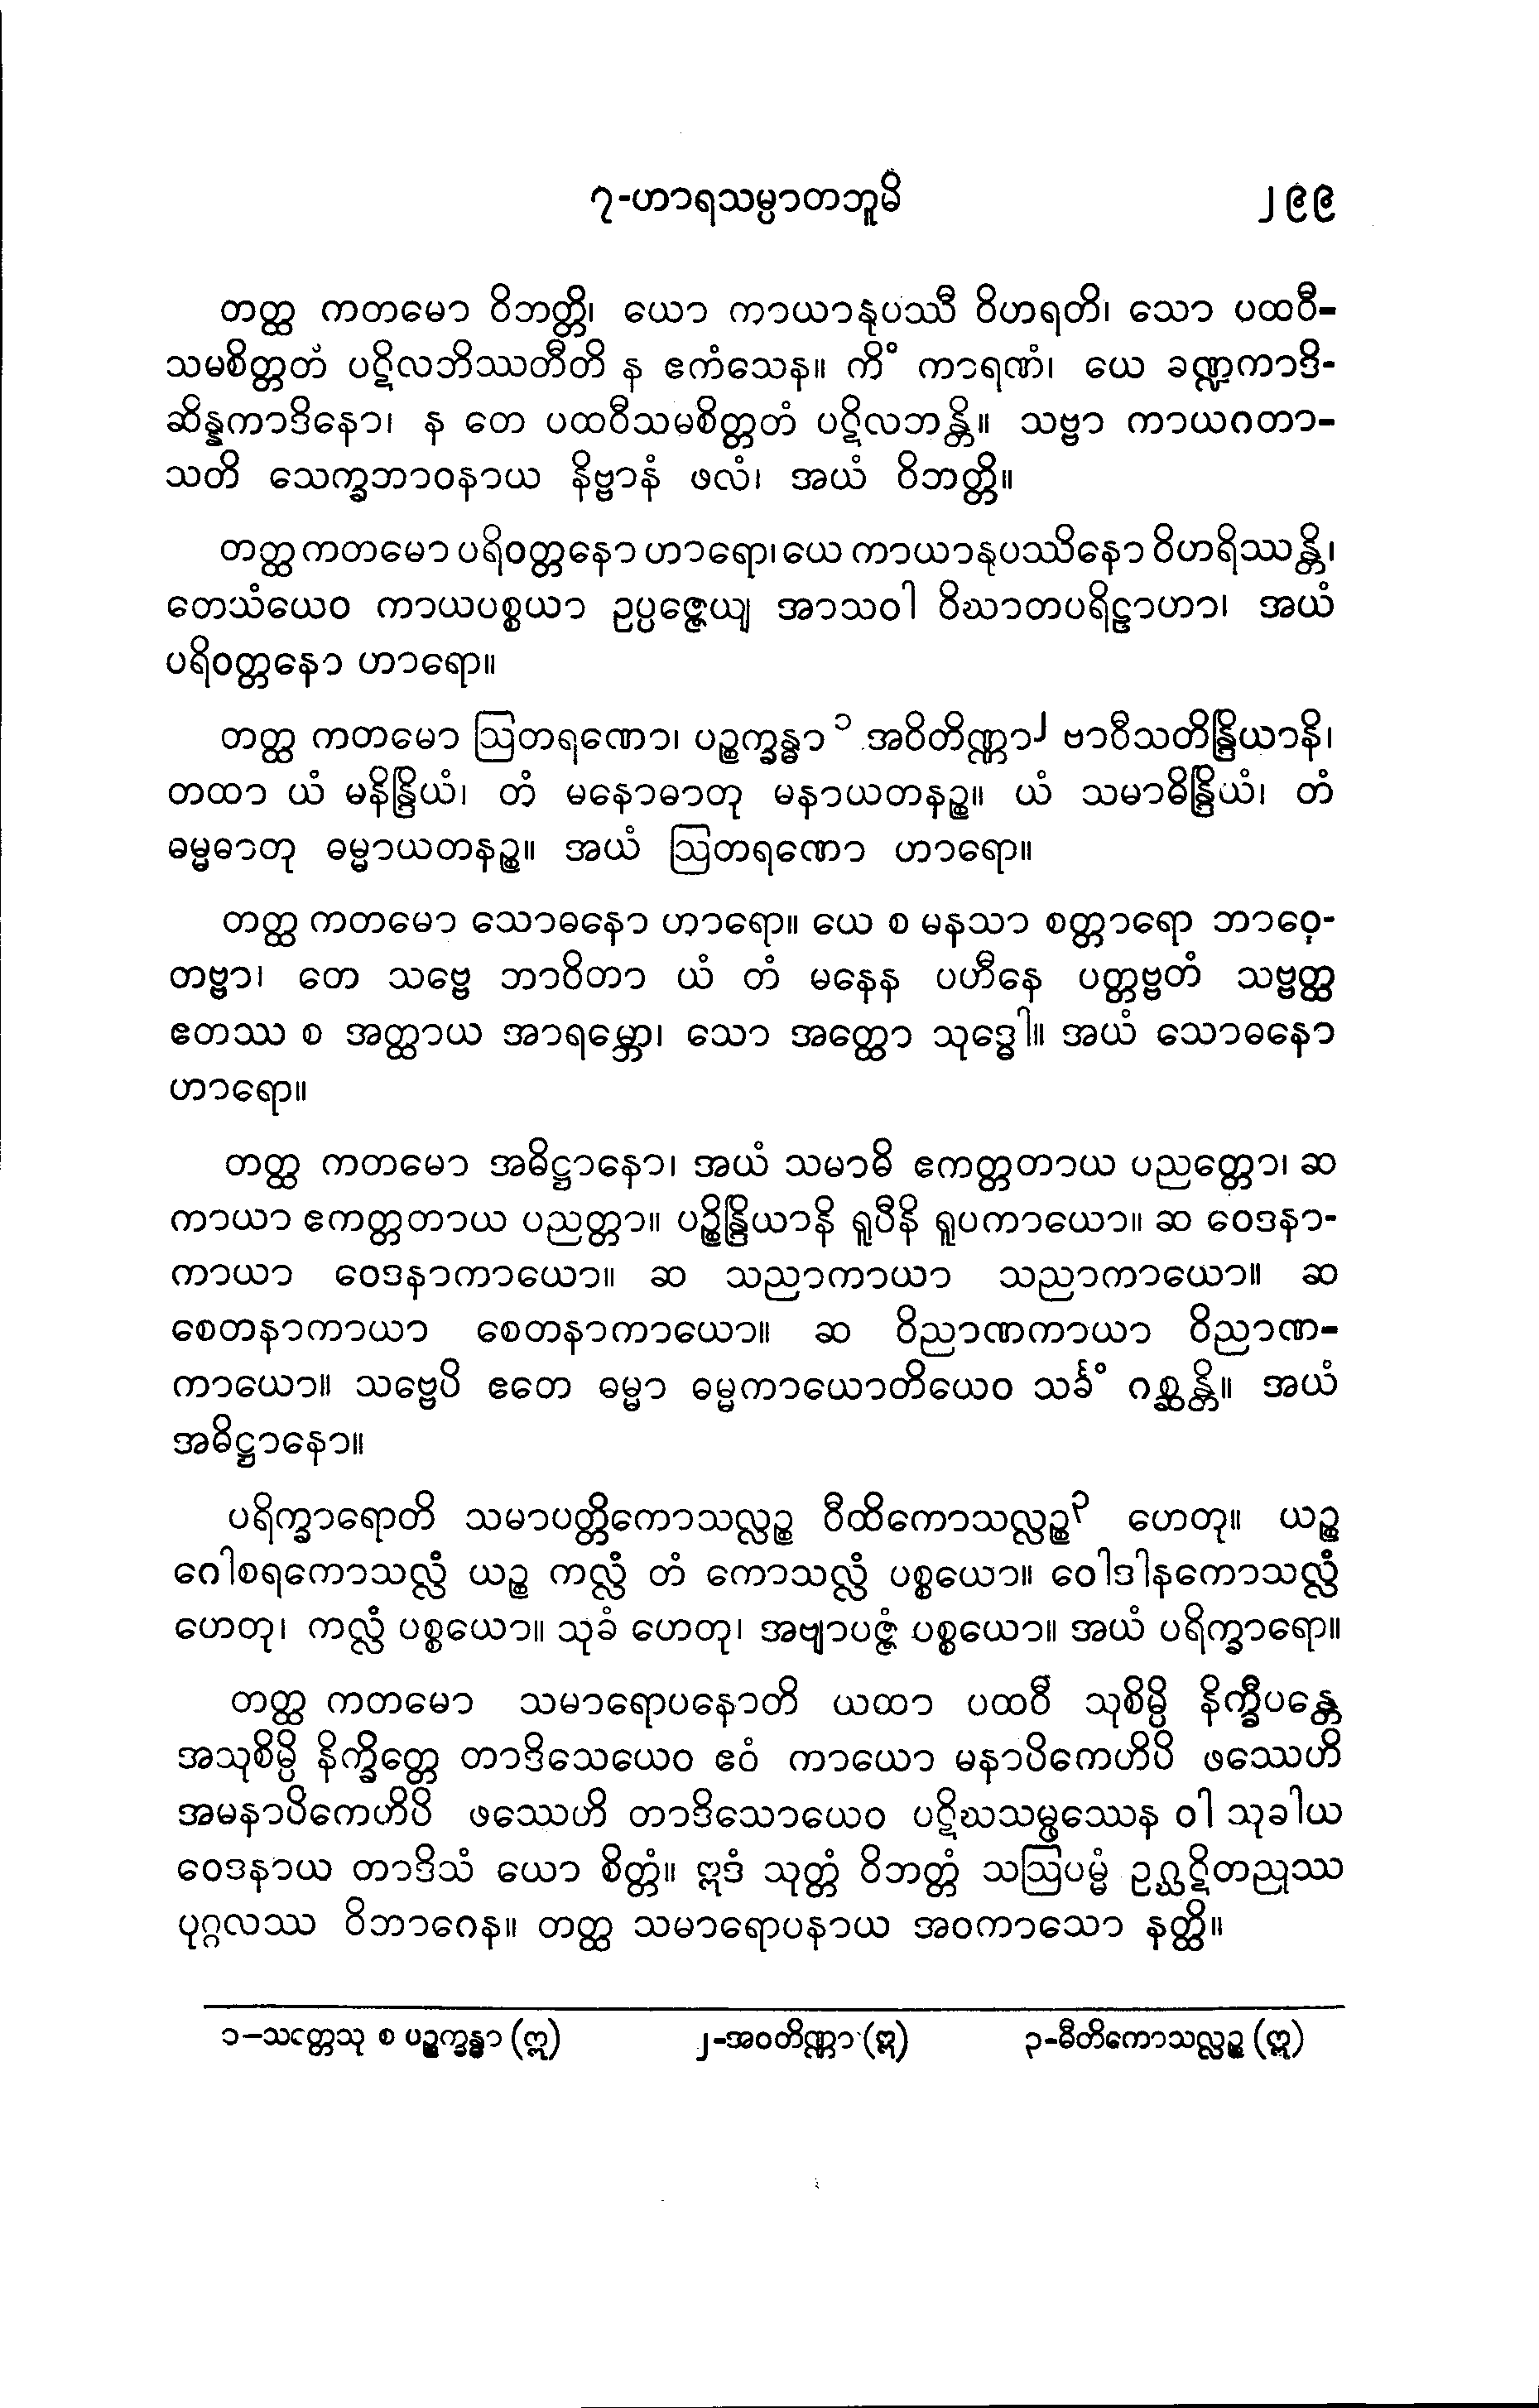 ၇-ဟာရသမ္ပာတဘူမိ ၂၉၉
တတ္ထ ကတမော ဝိဘတ္တိ၊ ယော ကာယာနုပဿီ ဝိဟရတိ၊ သော ပထဝီ-
သမစိတ္တတံ ပဋိလဘိဿတီတိ န ဧကံသေန။ ကိံ ကာရဏံ၊ ယေ ခဏ္ဍကာဒိ-
ဆိန္နကာဒိနော၊ န တေ ပထဝီသမစိတ္တတံ ပဋိလဘန္တိ။ သဗ္ဗာ ကာယဂတာ-
သတိ သေက္ခဘာဝနာယ နိဗ္ဗာနံ ဖလံ၊ အယံ ဝိဘတ္တိ။
တတ္ထ ကတမော ပရိဝတ္တနော ဟာရော၊ ယေ ကာယာနုပဿိနော ဝိဟရိဿန္တိ၊
တေသံယေဝ ကာယပစ္စယာ ဥပ္ပဇ္ဇေယျ အာသဝါ ဝိဃာတပရိဠာဟာ၊ အယံ
ပရိဝတ္တနော ဟာရော။
တတ္ထ ကတမော ဩတရဏော၊ ပဉ္စက္ခန္ဓာ ၁ အဝိတိဏ္ဏာ၂ ဗာဝီသတိန္ဒြိယာနိ၊
တထာ ယံ မနိန္ဒြိယံ၊ တံ မနောဓာတု မနာယတနဉ္စ။ ယံ သမာဓိန္ဒြိယံ၊ တံ
ဓမ္မဓာတု ဓမ္မာယတနဉ္စ။ အယံ ဩတရဏော ဟာရော။
တတ္ထ ကတမော သောဓနော ဟာရော။ ယေ စ မနသာ စတ္တာရော ဘာဝေ-
တဗ္ဗာ၊ တေ သဗ္ဗေ ဘာဝိတာ ယံ တံ မနေန ပဟီနေ ပတ္တဗ္ဗတံ သဗ္ဗတ္ထ
ဧတဿ စ အတ္ထာယ အာရမ္ဘော၊ သော အတ္ထော သုဒ္ဓေါ။ အယံ သောဓနော
ဟာရော။
တတ္ထ ကတမော အဓိဋ္ဌာနော၊ အယံ သမာဓိ ဧကတ္တတာယ ပညတ္တော၊ ဆ
ကာယာ ဧကတ္တတာယ ပညတ္တာ။ ပဉ္စိန္ဒြိယာနိ ရူပီနိ ရူပကာယော။ ဆ ဝေဒနာ-
ကာယာ ဝေဒနာကာယော။ ဆ သညာကာယာ သညာကာယော။ ဆ
စေတနာကာယာ စေတနာကာယော။ ဆ ဝိညာဏကာယာ ဝိညာဏ-
ကာယော။ သဗ္ဗေပိ ဧတေ ဓမ္မာ ဓမ္မကာယောတိယေဝ သင်္ခံ ဂစ္ဆန္တိ။ အယံ
အဓိဋ္ဌာနော။
ပရိက္ခာရောတိ သမာပတ္တိကောသလ္လဉ္စ ဝီထိကောသလ္လဉ္စ၃ ဟေတု။ ယဉ္စ
ဂေါစရကောသလ္လံ ယဉ္စ ကလ္လံ တံ ကောသလ္လံ ပစ္စယော။ ဝေါဒါနကောသလ္လံ
ဟေတု၊ ကလ္လံ ပစ္စယော။ သုခံ ဟေတု၊ အဗျာပဇ္ဇံ ပစ္စယော။ အယံ ပရိက္ခာရော။
တတ္ထ ကတမော သမာရောပနောတိ ယထာ ပထဝီ သုစိမ္ပိ နိက္ခိပန္တေ
အသုစိမ္ပိ နိက္ခိတ္တေ တာဒိသေယေဝ ဧဝံ ကာယော မနာပိကေဟိပိ ဖဿေဟိ
အမနာပိကေဟိပိ ဖဿေဟိ တာဒိသောယေဝ ပဋိဃသမ္ဖဿေန ဝါ သုခါယ
ဝေဒနာယ တာဒိသံ ယော စိတ္တံ။ ဣဒံ သုတ္တံ ဝိဘတ္တံ သဩပမ္မံ ဥဂ္ဃဋိတညုဿ
ပုဂ္ဂလဿ ဝိဘာဂေန။ တတ္ထ သမာရောပနာယ အဝကာသော နတ္ထိ။
၁-သတ္တေသု စ ပဉ္စက္ခန္ဓာ (ဣ) ၂-အဝတိဏ္ဏာ (ဣ) ၃-ဓီတိကောသလ္လဉ္စ (ဣ)